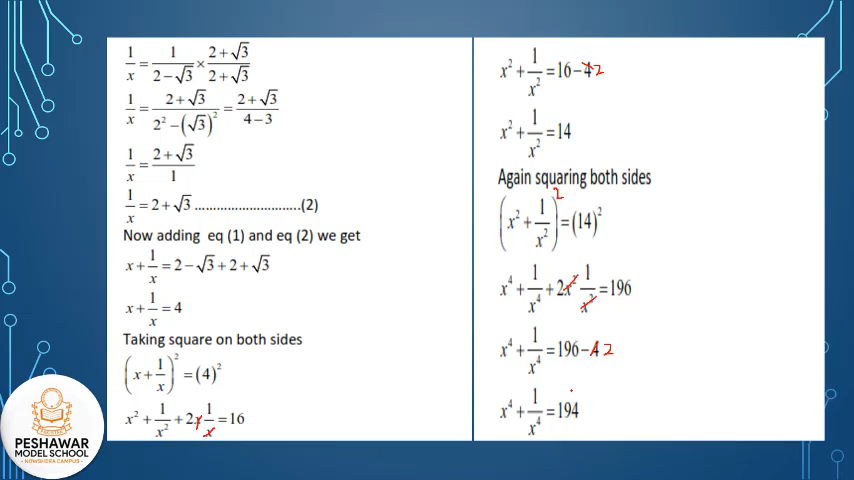 1/x = 1/(2 − √3) × (2 + √3)/(2 + √3)
1/x = (2 + √3)/(2² − (√3)²) = (2 + √3)/(4 − 3)
1/x = (2 + √3)/1
1/x = 2 + √3 ............................(2)
Now adding eq (1) and eq (2) we get
x + 1/x = 2 − √3 + 2 + √3
x + 1/x = 4
Taking square on both sides
(x + 1/x)² = (4)²
x² + 1/x² + 2x 1/x = 16
x² + 1/x² = 16 − 4 2
x² + 1/x² = 14
Again squaring both sides
(x² + 1/x²)² = (14)²
x⁴ + 1/x⁴ + 2x² 1/x² = 196
x⁴ + 1/x⁴ = 196 − 4 2
x⁴ + 1/x⁴ = 194
PESHAWAR
MODEL SCHOOL
NOWSHERA CAMPUS